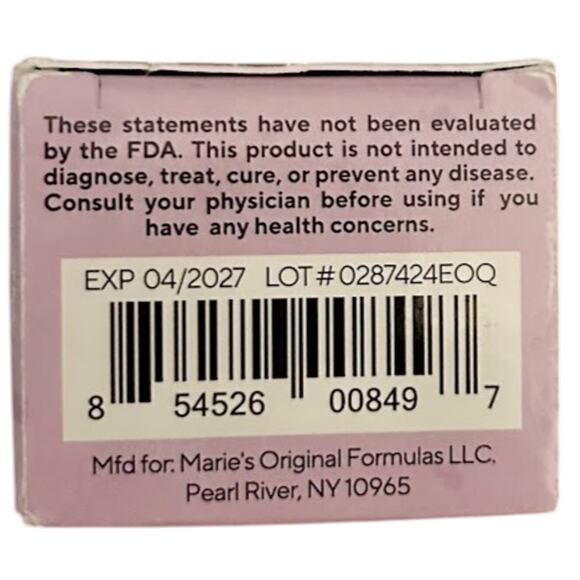 These statements have not been evaluated
by the FDA. This product is not intended to
diagnose, treat, cure, or prevent any disease.
Consult your physician before using if you
have any health concerns.
EXP 04/2027 LOT # 0287424EOQ
8 54526 00849 7
Mfd for: Marie's Original Formulas LLC.
Pearl River, NY 10965